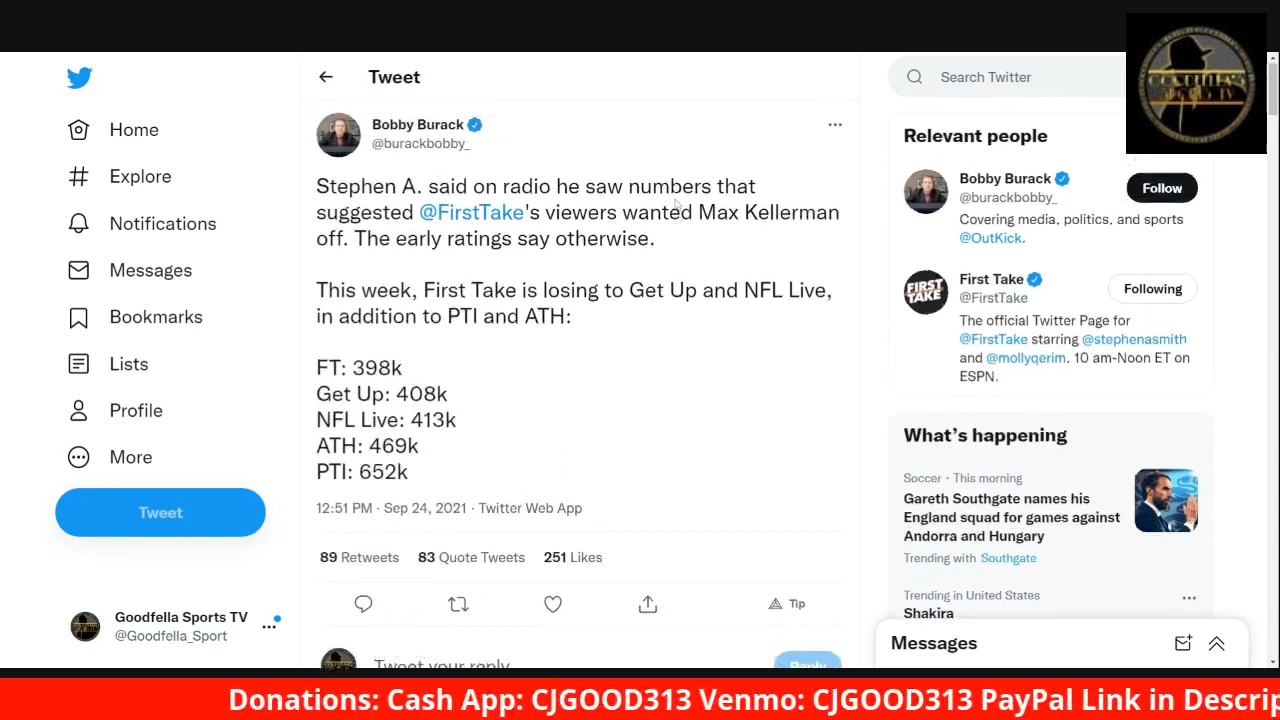 Tweet
Search Twitter
GOODFELLA'S
SPORTS TV
Home
Explore
Notifications
Messages
Bookmarks
Lists
Profile
More
Tweet
Goodfella Sports TV
@Goodfella_Sport
Bobby Burack
@burackbobby_
Stephen A. said on radio he saw numbers that
suggested @FirstTake's viewers wanted Max Kellerman
off. The early ratings say otherwise.
This week, First Take is losing to Get Up and NFL Live,
in addition to PTI and ATH:
FT: 398k
Get Up: 408k
NFL Live: 413k
ATH: 469k
PTI: 652k
12:51 PM · Sep 24, 2021 · Twitter Web App
89 Retweets 83 Quote Tweets 251 Likes
Tip
Tweet your reply
Reply
Relevant people
Bobby Burack
@burackbobby_
Follow
Covering media, politics, and sports
@OutKick.
FIRST
TAKE
First Take
@FirstTake
Following
The official Twitter Page for
@FirstTake starring @stephenasmith
and @mollyqerim. 10 am-Noon ET on
ESPN.
What's happening
Soccer · This morning
Gareth Southgate names his
England squad for games against
Andorra and Hungary
Trending with Southgate
Trending in United States
Shakira
Messages
Donations: Cash App: CJGOOD313 Venmo: CJGOOD313 PayPal Link in Descrip